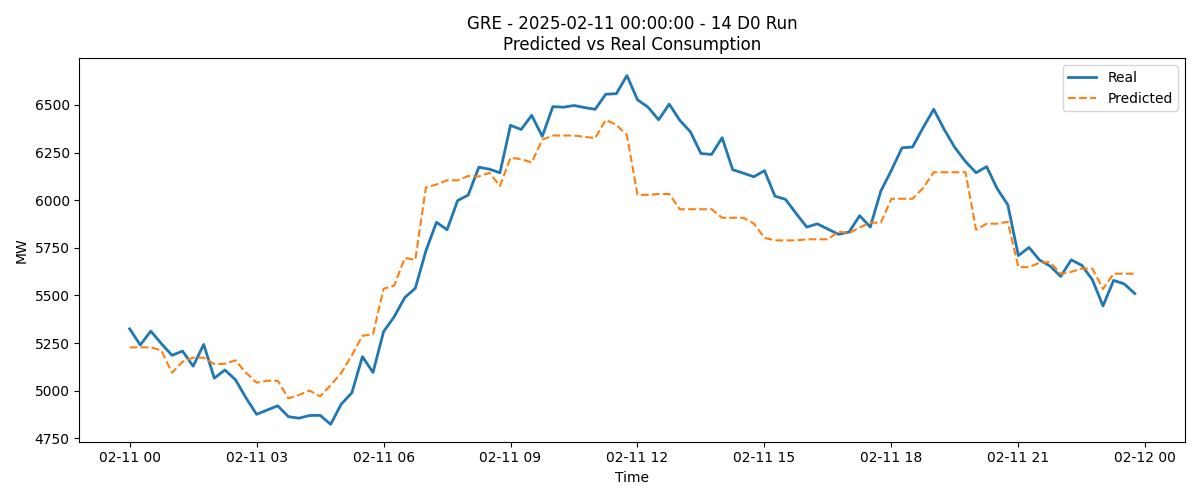 GRE - 2025-02-11 00:00:00 - 14 D0 Run
Predicted vs Real Consumption
Real
Predicted
6500
6250
6000
5750
5500
5250
5000
4750
MW
02-11 00
02-11 03
02-11 06
02-11 09
02-11 12
02-11 15
02-11 18
02-11 21
02-12 00
Time